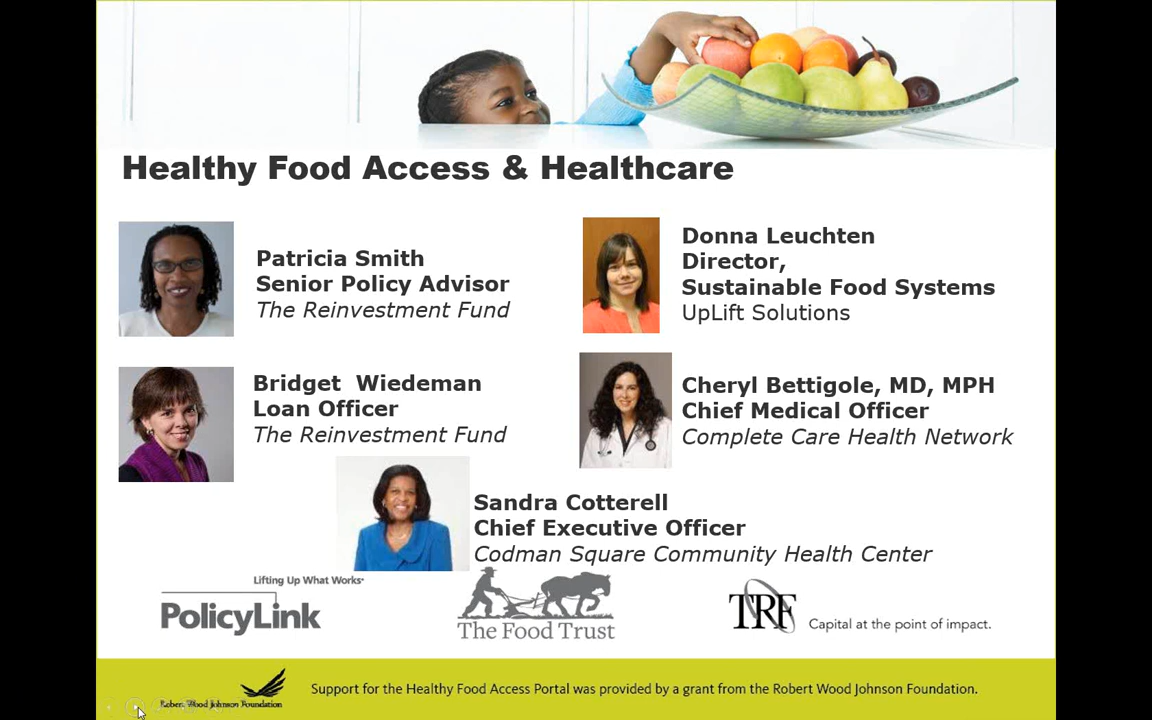 Healthy Food Access & Healthcare
Patricia Smith
Senior Policy Advisor
The Reinvestment Fund
Donna Leuchten
Director,
Sustainable Food Systems
UpLift Solutions
Bridget Wiedeman
Loan Officer
The Reinvestment Fund
Cheryl Bettigole, MD, MPH
Chief Medical Officer
Complete Care Health Network
Sandra Cotterell
Chief Executive Officer
Codman Square Community Health Center
Lifting Up What Works
PolicyLink
The Food Trust
TRF
Capital at the point of impact.
Robert Wood Johnson Foundation
Support for the Healthy Food Access Portal was provided by a grant from the Robert Wood Johnson Foundation.